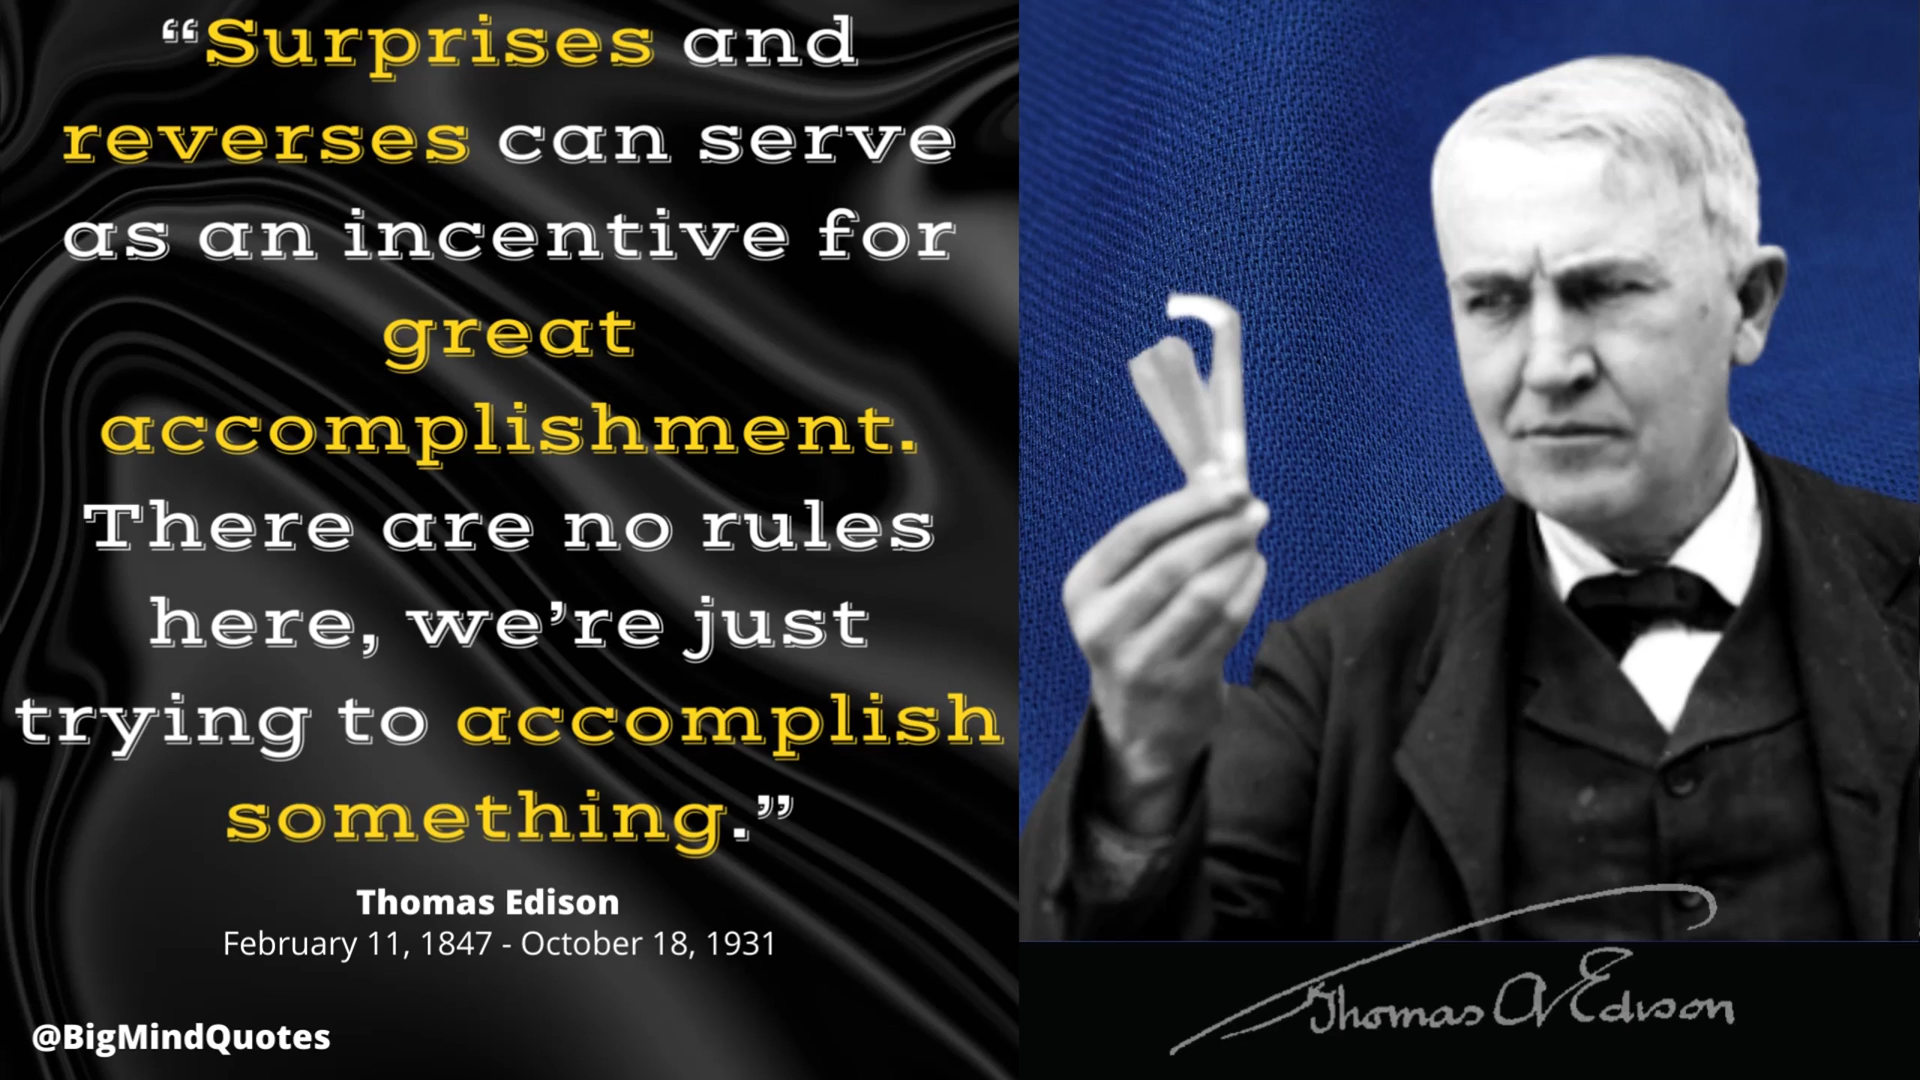 “Surprises and
reverses can serve
as an incentive for
great
accomplishment.
There are no rules
here, we’re just
trying to accomplish
something.”
Thomas Edison
February 11, 1847 - October 18, 1931
@BigMindQuotes
Thomas A Edison